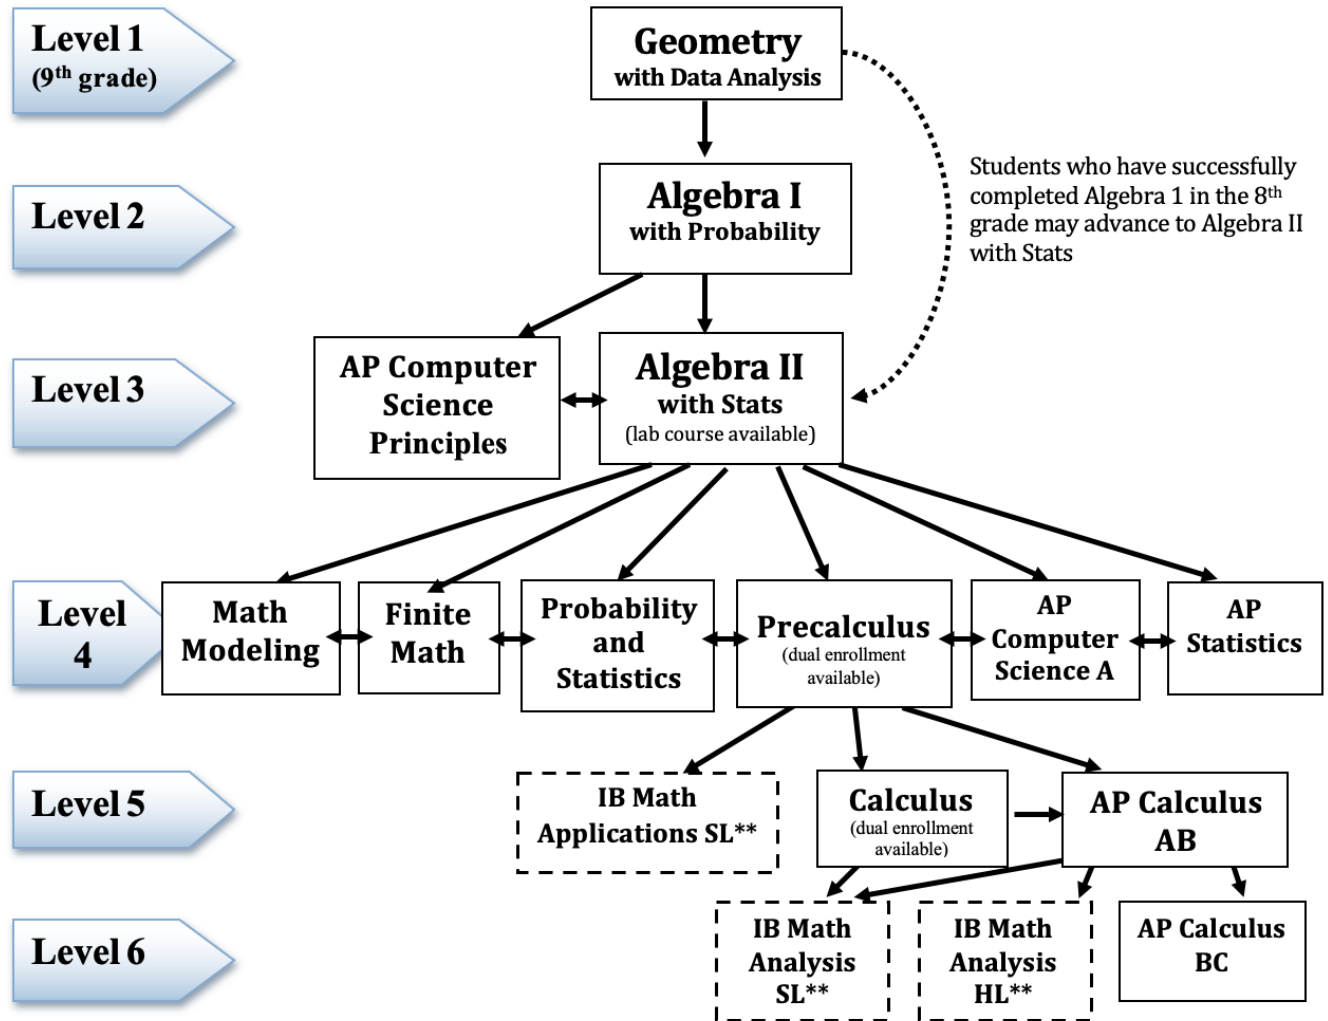 Level 1
(9th grade)
Geometry
with Data Analysis
Students who have successfully
completed Algebra 1 in the 8th
grade may advance to Algebra II
with Stats
Level 2
Algebra I
with Probability
Level 3
AP Computer
Science
Principles
Algebra II
with Stats
(lab course available)
Level
4
Math
Modeling
Finite
Math
Probability
and
Statistics
Precalculus
(dual enrollment
available)
AP
Computer
Science A
AP
Statistics
Level 5
IB Math
Applications SL**
Calculus
(dual enrollment
available)
AP Calculus
AB
Level 6
IB Math
Analysis
SL**
IB Math
Analysis
HL**
AP Calculus
BC